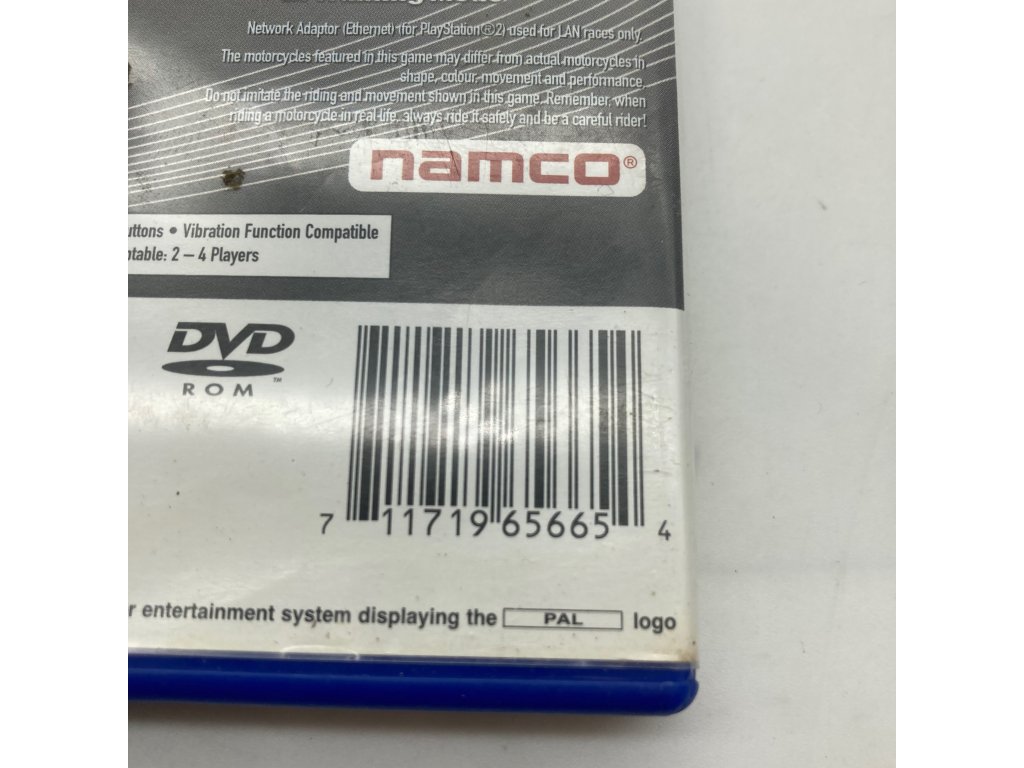 Network Adaptor (Ethernet) (for PlayStation®2) used for LAN races only.
The motorcycles featured in this game may differ from actual motorcycles in
shape, colour, movement and performance.
Do not imitate the riding and movement shown in this game. Remember, when
riding a motorcycle in real life, always ride it safely and be a careful rider!
namco®
uttons • Vibration Function Compatible
ptable: 2 – 4 Players
DVD
ROM™
7 11719 65665 4
r entertainment system displaying the PAL logo